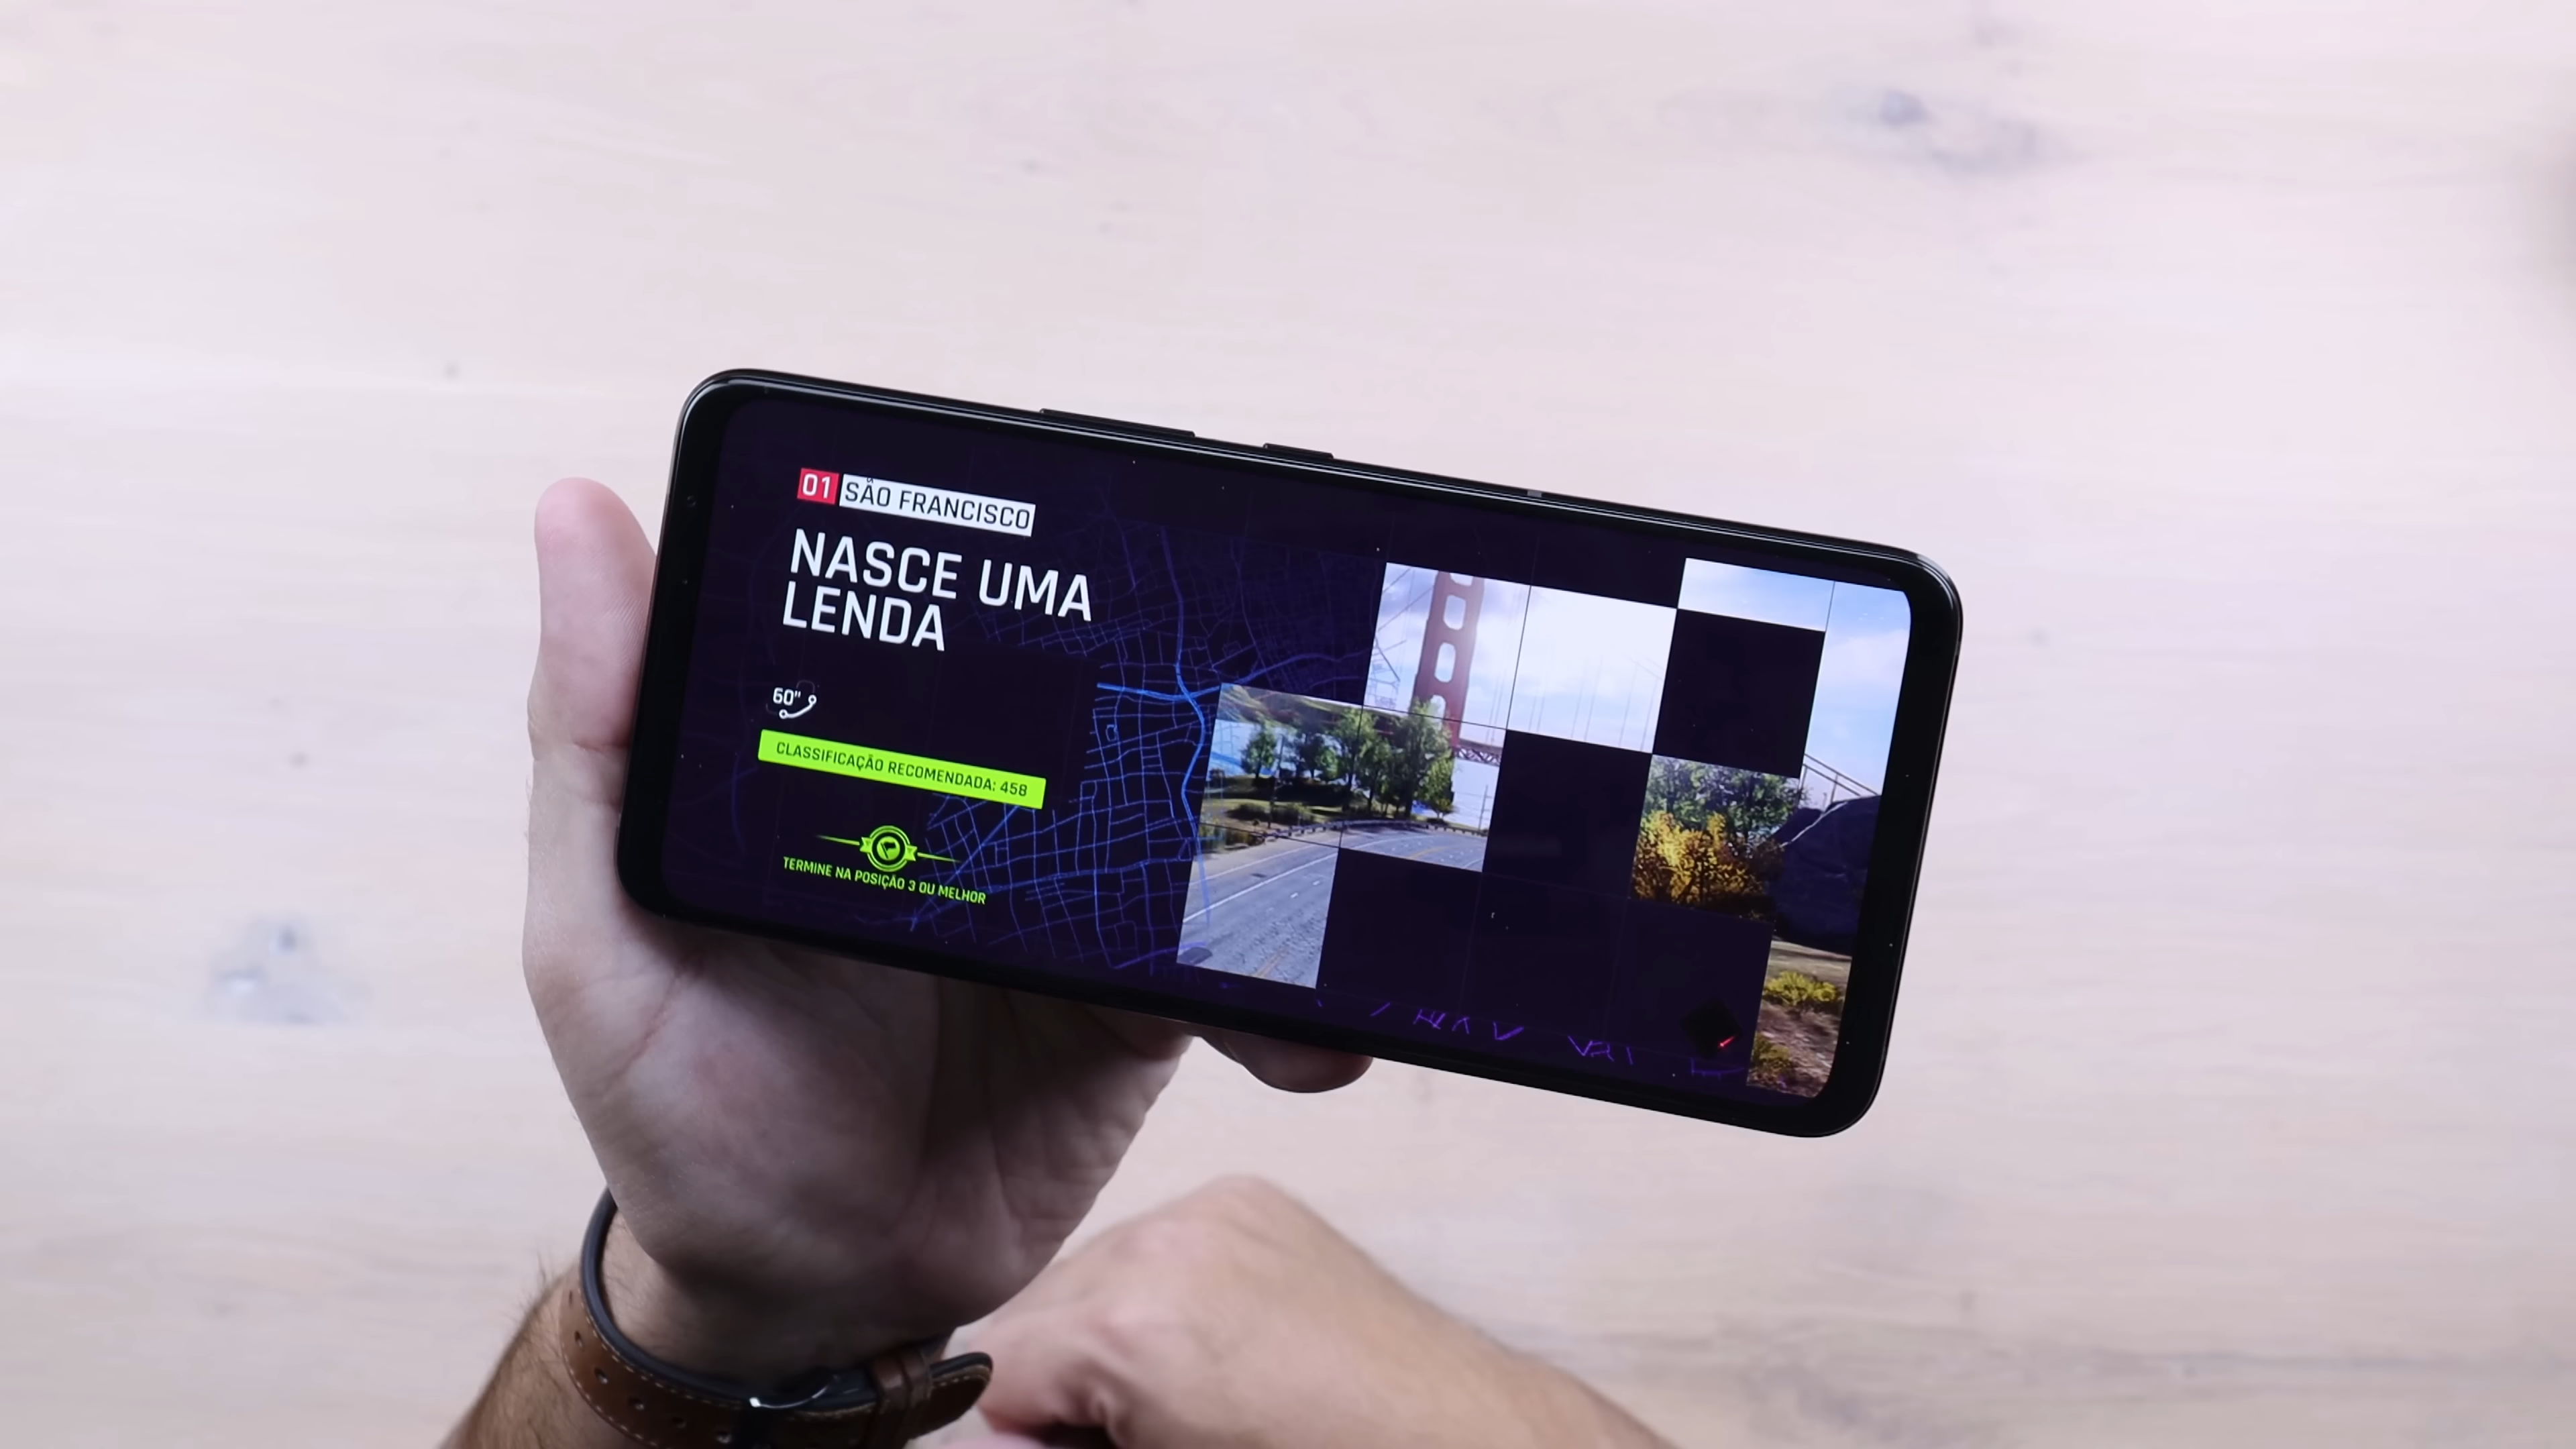 01 SÃO FRANCISCO
NASCE UMA
LENDA
60"
CLASSIFICAÇÃO RECOMENDADA: 458
TERMINE NA POSIÇÃO 3 OU MELHOR